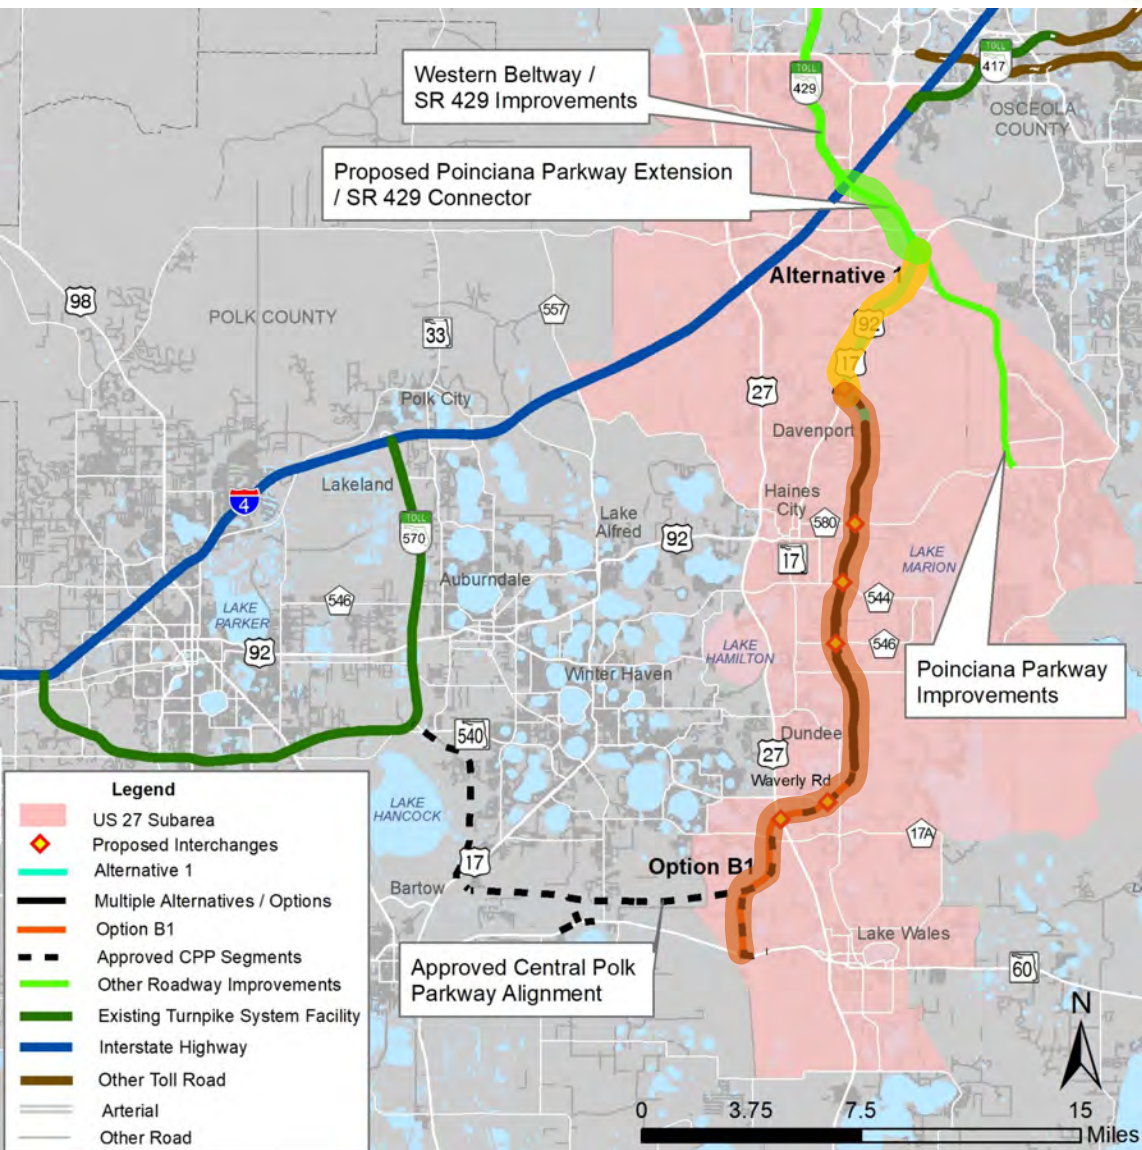 TOLL
417
Western Beltway /
SR 429 Improvements
TOLL
429
OSCEOLA
COUNTY
Proposed Poinciana Parkway Extension
/ SR 429 Connector
Alternative 1
98
POLK COUNTY
557
33
92
17
27
Polk City
Davenport
Lakeland
4
Haines
City
TOLL
570
Lake
Alfred
580
92
17
LAKE
MARION
Auburndale
546
544
LAKE
PARKER
92
546
LAKE
HAMILTON
Winter Haven
Poinciana Parkway
Improvements
540
Dundee
27
Waverly Rd
Legend
US 27 Subarea
Proposed Interchanges
Alternative 1
Multiple Alternatives / Options
Option B1
Approved CPP Segments
Other Roadway Improvements
Existing Turnpike System Facility
Interstate Highway
Other Toll Road
Arterial
Other Road
LAKE
HANCOCK
17A
17
Option B1
Bartow
Lake Wales
Approved Central Polk
Parkway Alignment
60
N
0 3.75 7.5 15
Miles